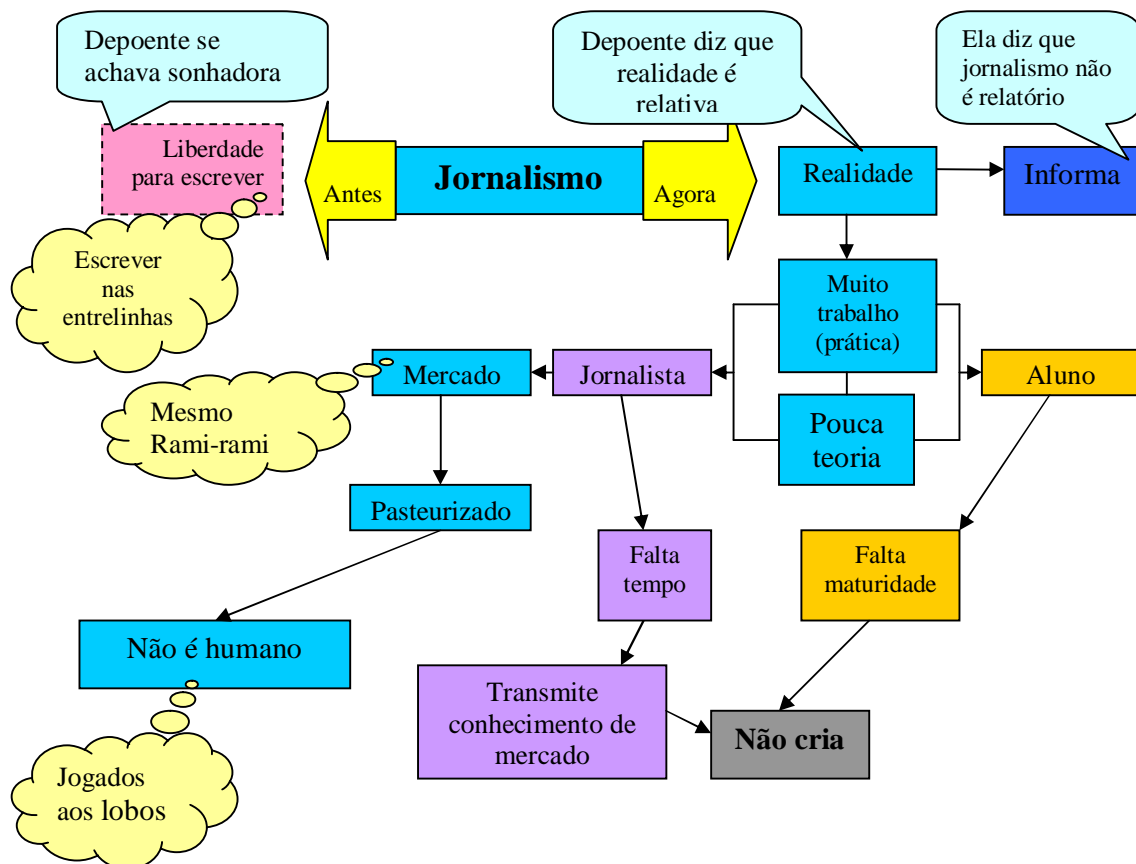 Depoente se
achava sonhadora
Depoente diz que
realidade é
relativa
Ela diz que
jornalismo não
é relatório
Liberdade
para escrever
Antes
Jornalismo
Agora
Realidade
Informa
Escrever
nas
entrelinhas
Muito
trabalho
(prática)
Mercado
Jornalista
Aluno
Mesmo
Rami-rami
Pouca
teoria
Pasteurizado
Falta
tempo
Falta
maturidade
Não é humano
Transmite
conhecimento de
mercado
Não cria
Jogados
aos lobos